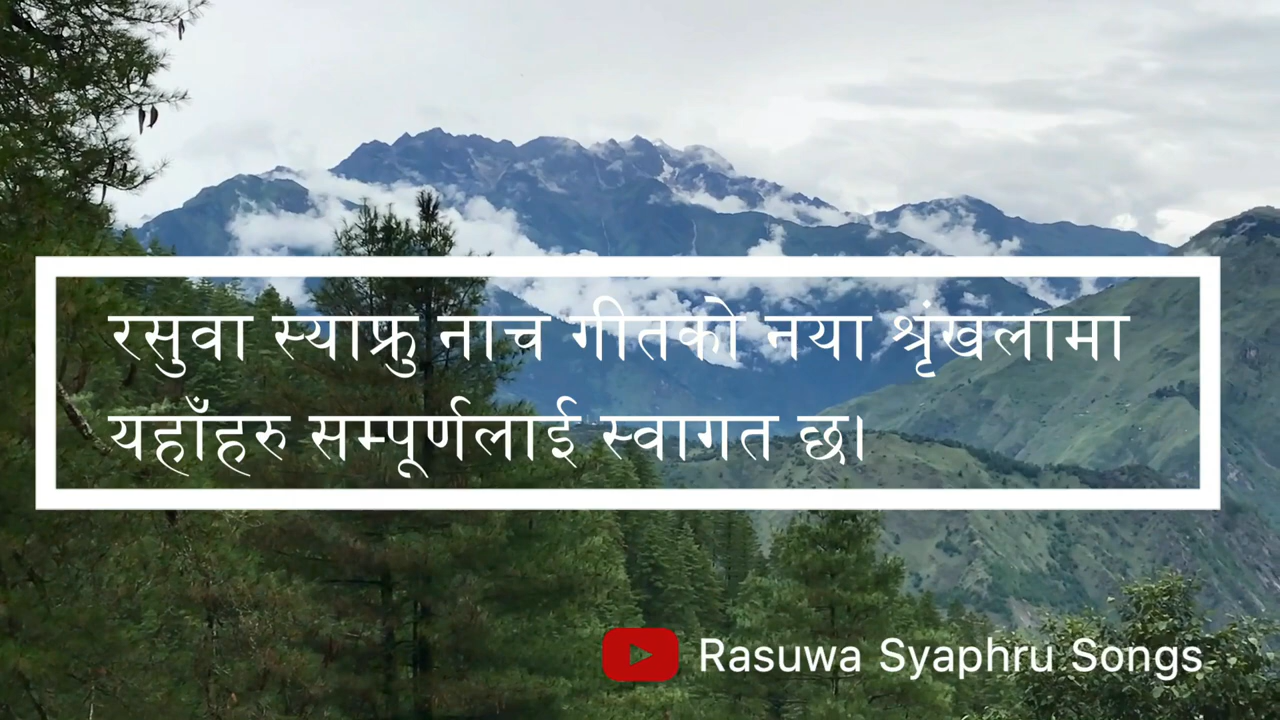 रसुवा स्याफ्रु नाच गीतको नया श्रृंखलामा
यहाँहरु सम्पूर्णलाई स्वागत छ।
Rasuwa Syaphru Songs